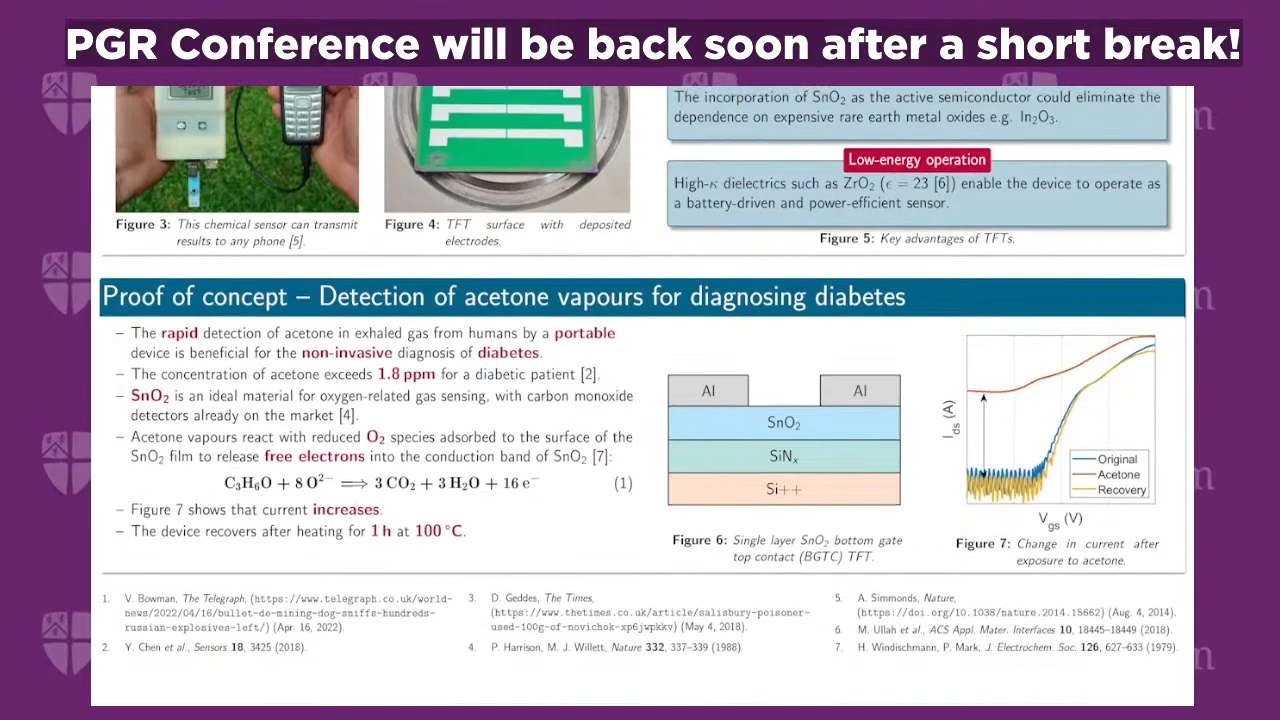 PGR Conference will be back soon after a short break!
The incorporation of SnO₂ as the active semiconductor could eliminate the
dependence on expensive rare earth metal oxides e.g. In₂O₃.
Low-energy operation
High-κ dielectrics such as ZrO₂ (ϵ = 23 [6]) enable the device to operate as
a battery-driven and power-efficient sensor.
Figure 3: This chemical sensor can transmit
results to any phone [5].
Figure 4: TFT surface with deposited
electrodes.
Figure 5: Key advantages of TFTs.
Proof of concept – Detection of acetone vapours for diagnosing diabetes
– The rapid detection of acetone in exhaled gas from humans by a portable
device is beneficial for the non-invasive diagnosis of diabetes.
– The concentration of acetone exceeds 1.8 ppm for a diabetic patient [2].
– SnO₂ is an ideal material for oxygen-related gas sensing, with carbon monoxide
detectors already on the market [4].
– Acetone vapours react with reduced O₂ species adsorbed to the surface of the
SnO₂ film to release free electrons into the conduction band of SnO₂ [7]:
C₃H₆O + 8 O²⁻ ⟹ 3 CO₂ + 3 H₂O + 16 e⁻ (1)
– Figure 7 shows that current increases.
– The device recovers after heating for 1 h at 100 °C.
Al Al
SnO₂
SiNₓ
Si++
Figure 6: Single layer SnO₂ bottom gate
top contact (BGTC) TFT.
I_ds (A)
Original
Acetone
Recovery
V_gs (V)
Figure 7: Change in current after
exposure to acetone.
1. V. Bowman, The Telegraph, (https://www.telegraph.co.uk/world-
news/2022/04/16/bullet-de-mining-dog-sniffs-hundreds-
russian-explosives-left/) (Apr. 16, 2022).
2. Y. Chen et al., Sensors 18, 3425 (2018).
3. D. Geddes, The Times,
(https://www.thetimes.co.uk/article/salisbury-poisoner-
used-100g-of-novichok-xp6jwpkkv) (May 4, 2018).
4. P. Harrison, M. J. Willett, Nature 332, 337–339 (1988).
5. A. Simmonds, Nature,
(https://doi.org/10.1038/nature.2014.15662) (Aug. 4, 2014).
6. M. Ullah et al., ACS Appl. Mater. Interfaces 10, 18445–18449 (2018).
7. H. Windischmann, P. Mark, J. Electrochem. Soc. 126, 627–633 (1979).